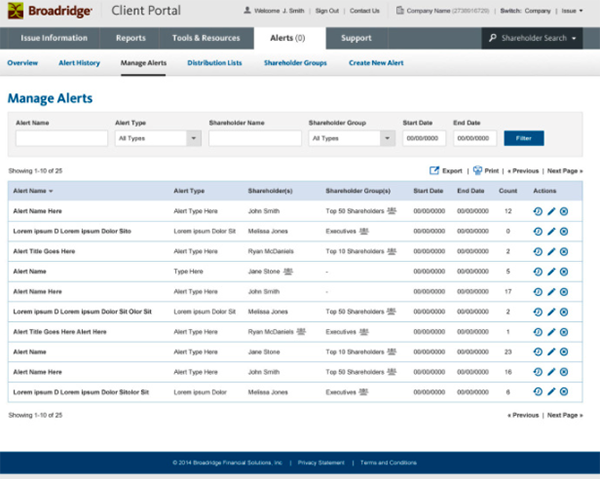 Broadridge® Client Portal Welcome J. Smith | Sign Out | Contact Us Company Name | Switch: Company | Issue
Issue Information Reports Tools & Resources Alerts (0) Support Shareholder Search
Overview Alert History Manage Alerts Distribution Lists Shareholder Groups Create New Alert
Manage Alerts
Alert Name Alert Type Shareholder Name Shareholder Group Start Date End Date
All Types All Types 00/00/0000 00/00/0000 Filter
Showing 1-10 of 25 Export | Print | « Previous | Next Page »
Alert Name Alert Type Shareholder(s) Shareholder Group(s) Start Date End Date Count Actions
Alert Name Here Alert Type Here John Smith Top 50 Shareholders 00/00/0000 00/00/0000 12
Lorem ipsum D Lorem ipsum Dolor Sito Lorem ipsum Dolor Sit Melissa Jones Executives 00/00/0000 00/00/0000 0
Alert Title Goes Here Alert Type Here Ryan McDaniels Top 10 Shareholders 00/00/0000 00/00/0000 2
Alert Name Type Here Jane Stone - 00/00/0000 00/00/0000 5
Alert Name Here Alert Type Here John Smith - 00/00/0000 00/00/0000 17
Lorem ipsum D Lorem ipsum Dolor Sit Olor Sit Lorem ipsum Dolor Sit Melissa Jones Top 50 Shareholders 00/00/0000 00/00/0000 2
Alert Title Goes Here Alert Here Alert Type Here Ryan McDaniels Executives 00/00/0000 00/00/0000 1
Alert Name Alert Type Here Jane Stone Top 10 Shareholders 00/00/0000 00/00/0000 23
Alert Name Here Alert Type Here John Smith Top 50 Shareholders 00/00/0000 00/00/0000 16
Lorem ipsum D Lorem ipsum Dolor Sitolor Sit Lorem ipsum Dolor Melissa Jones Executives 00/00/0000 00/00/0000 6
Showing 1-10 of 25 « Previous | Next Page »
© 2014 Broadridge Financial Solutions, Inc | Privacy Statement | Terms and Conditions